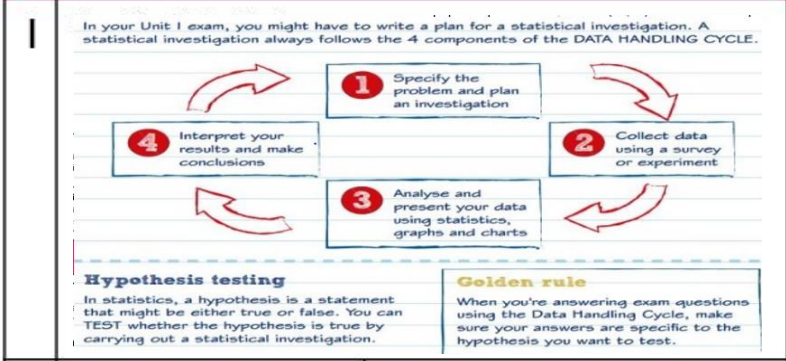 1
In your Unit 1 exam, you might have to write a plan for a statistical investigation. A
statistical investigation always follows the 4 components of the DATA HANDLING CYCLE.
1
Specify the
problem and plan
an investigation
2
Collect data
using a survey
or experiment
3
Analyse and
present your data
using statistics,
graphs and charts
4
Interpret your
results and make
conclusions
Hypothesis testing
In statistics, a hypothesis is a statement
that might be either true or false. You can
TEST whether the hypothesis is true by
carrying out a statistical investigation.
Golden rule
When you're answering exam questions
using the Data Handling Cycle, make
sure your answers are specific to the
hypothesis you want to test.